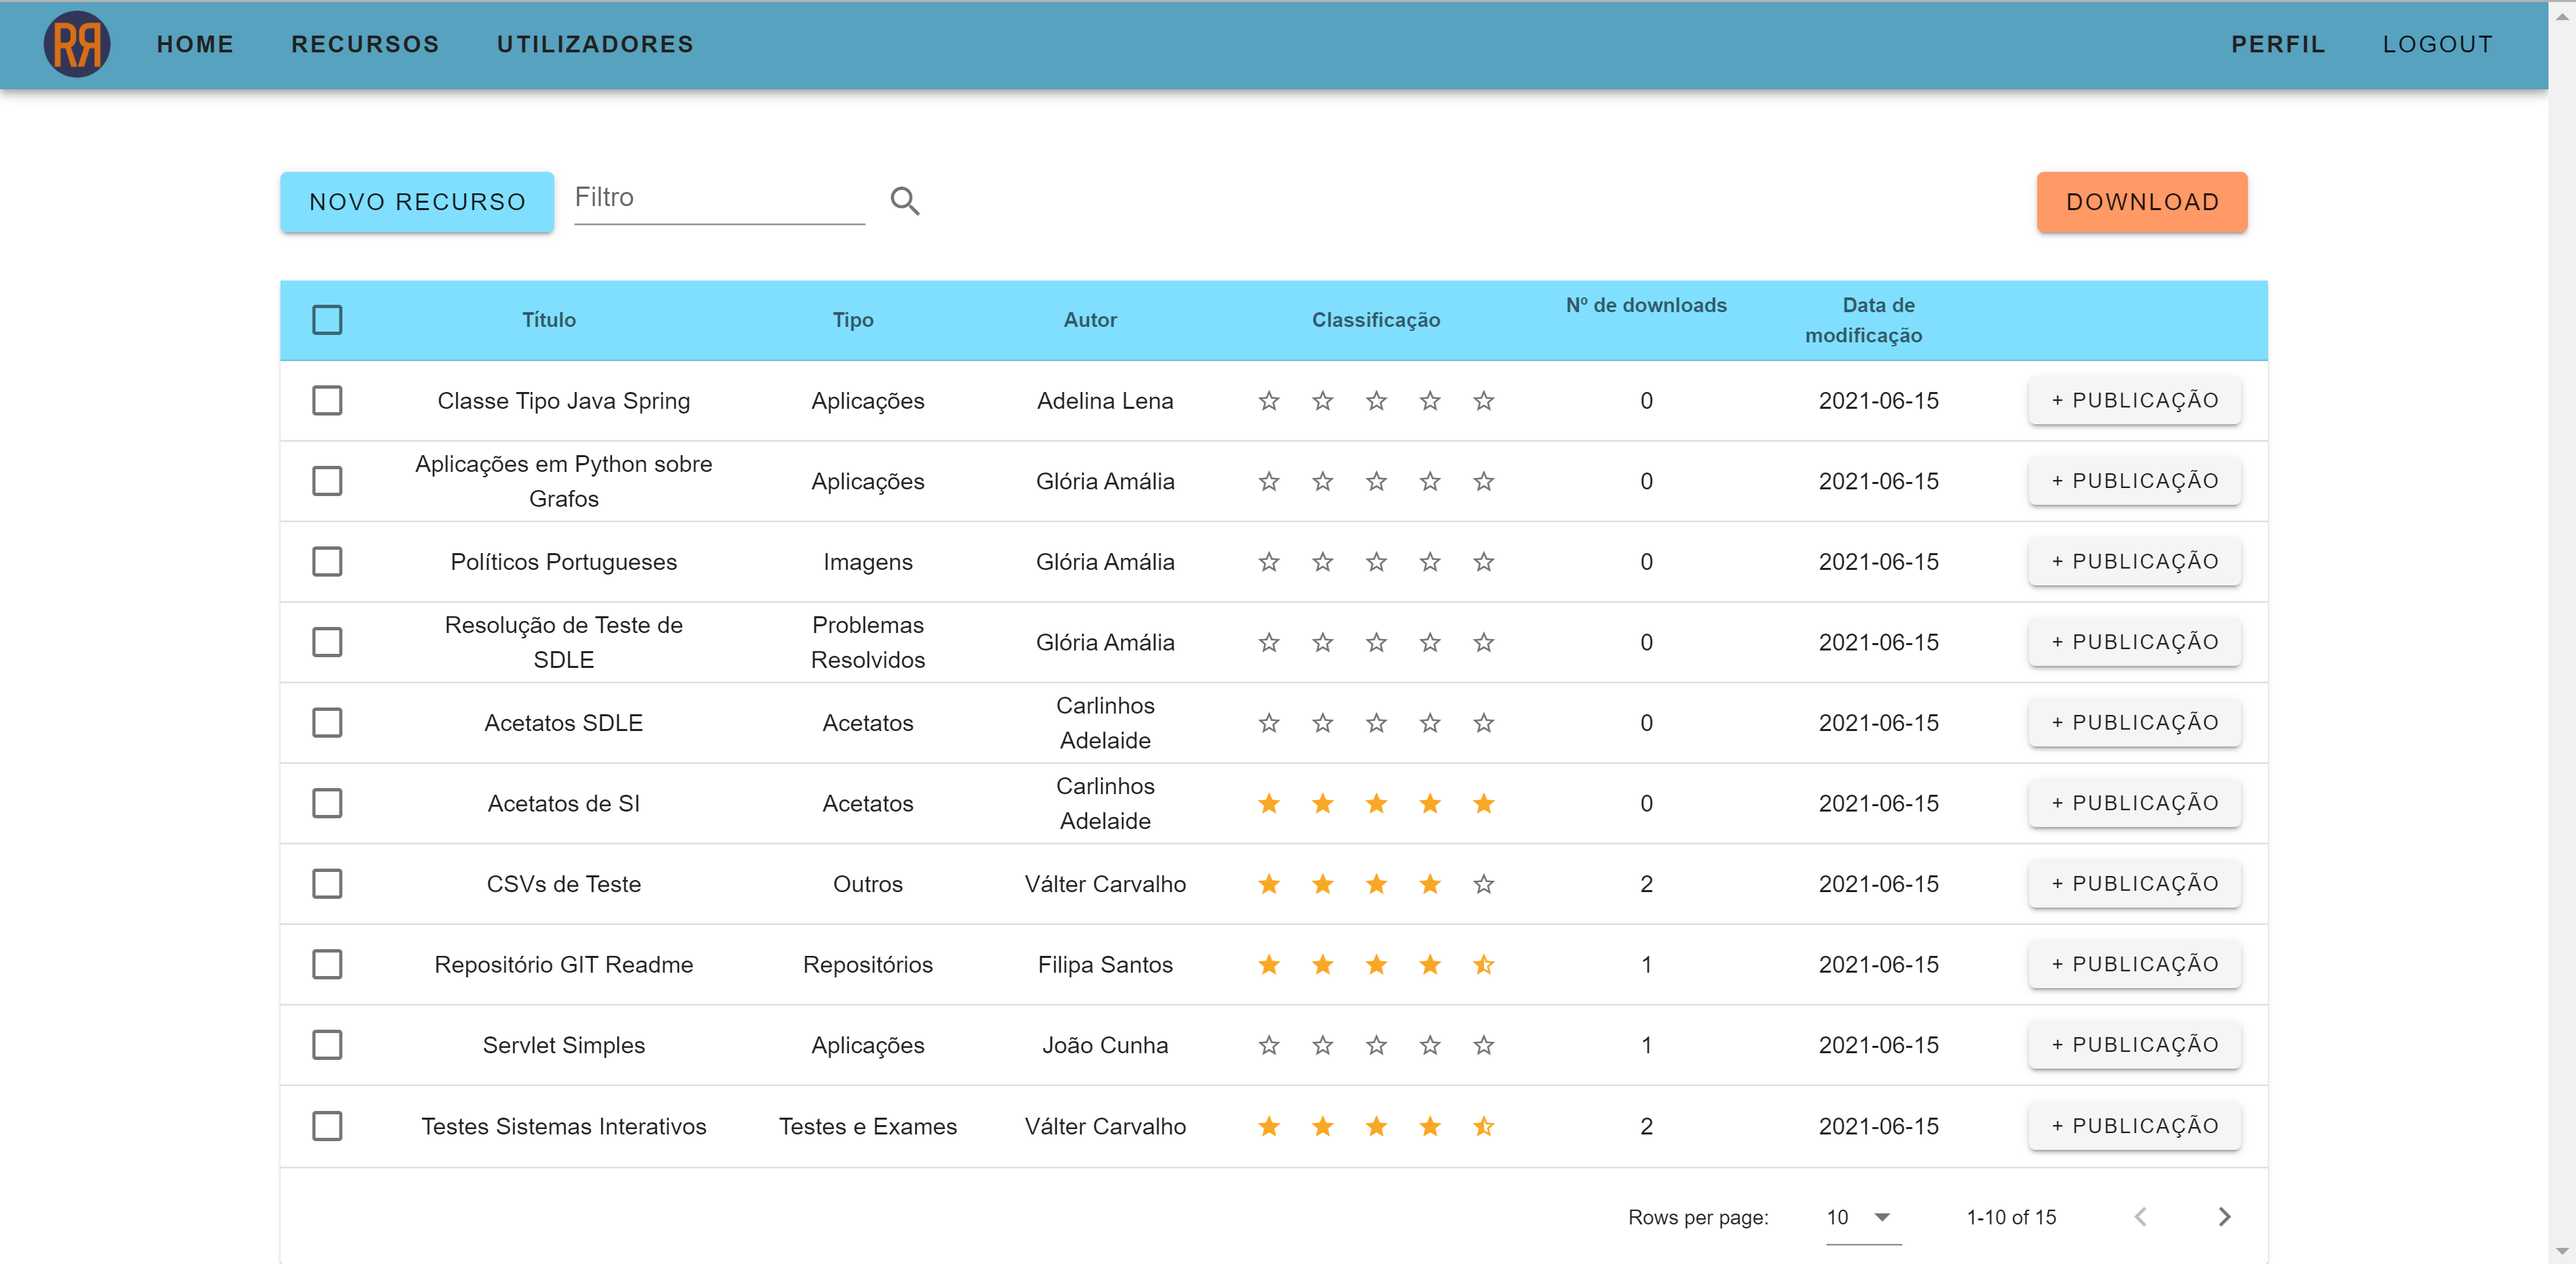 RR HOME RECURSOS UTILIZADORES PERFIL LOGOUT
NOVO RECURSO Filtro DOWNLOAD
Título Tipo Autor Classificação Nº de downloads Data de
modificação
Classe Tipo Java Spring Aplicações Adelina Lena 0 2021-06-15 + PUBLICAÇÃO
Aplicações em Python sobre
Grafos Aplicações Glória Amália 0 2021-06-15 + PUBLICAÇÃO
Políticos Portugueses Imagens Glória Amália 0 2021-06-15 + PUBLICAÇÃO
Resolução de Teste de
SDLE Problemas
Resolvidos Glória Amália 0 2021-06-15 + PUBLICAÇÃO
Acetatos SDLE Acetatos Carlinhos
Adelaide 0 2021-06-15 + PUBLICAÇÃO
Acetatos de SI Acetatos Carlinhos
Adelaide 0 2021-06-15 + PUBLICAÇÃO
CSVs de Teste Outros Válter Carvalho 2 2021-06-15 + PUBLICAÇÃO
Repositório GIT Readme Repositórios Filipa Santos 1 2021-06-15 + PUBLICAÇÃO
Servlet Simples Aplicações João Cunha 1 2021-06-15 + PUBLICAÇÃO
Testes Sistemas Interativos Testes e Exames Válter Carvalho 2 2021-06-15 + PUBLICAÇÃO
Rows per page: 10 1-10 of 15